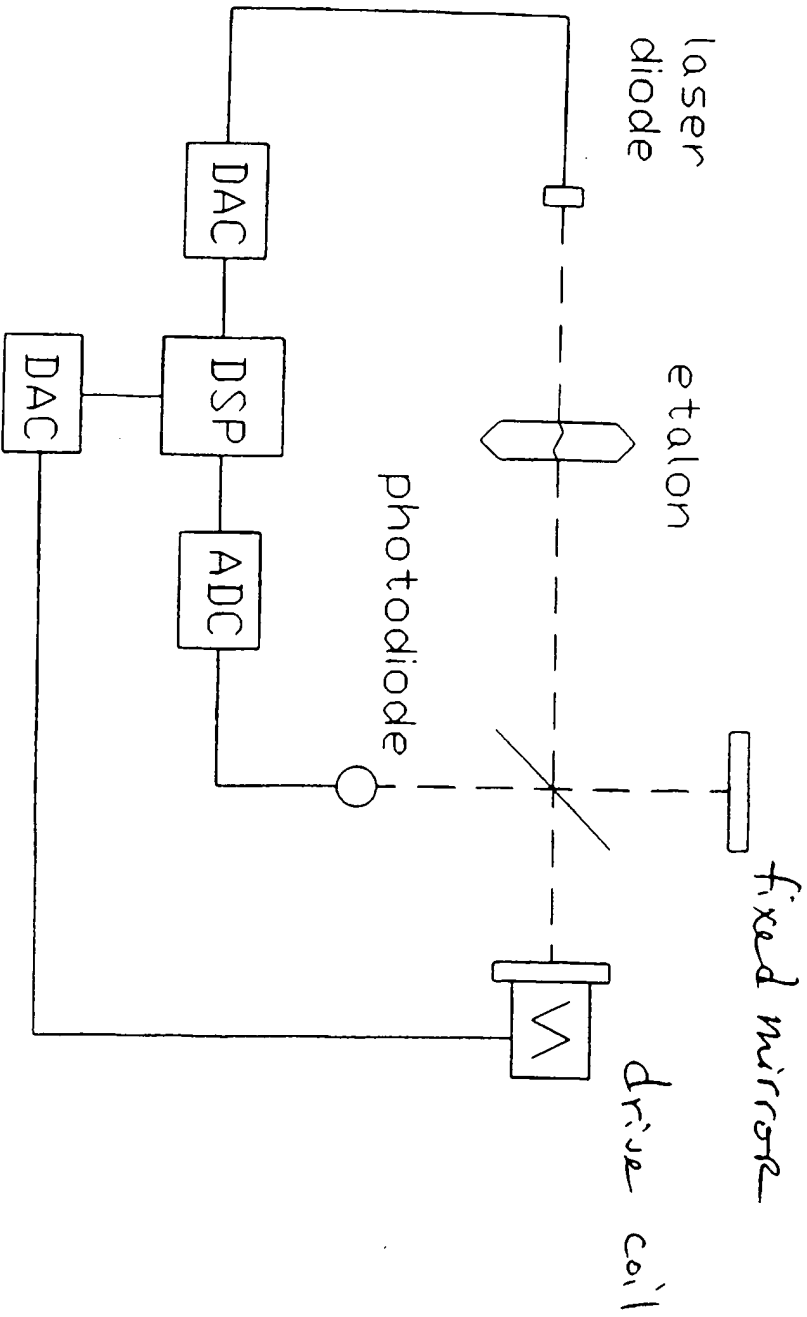 laser
diode
etalon
fixed mirror
drive coil
photodiode
DAC
DSP
ADC
DAC